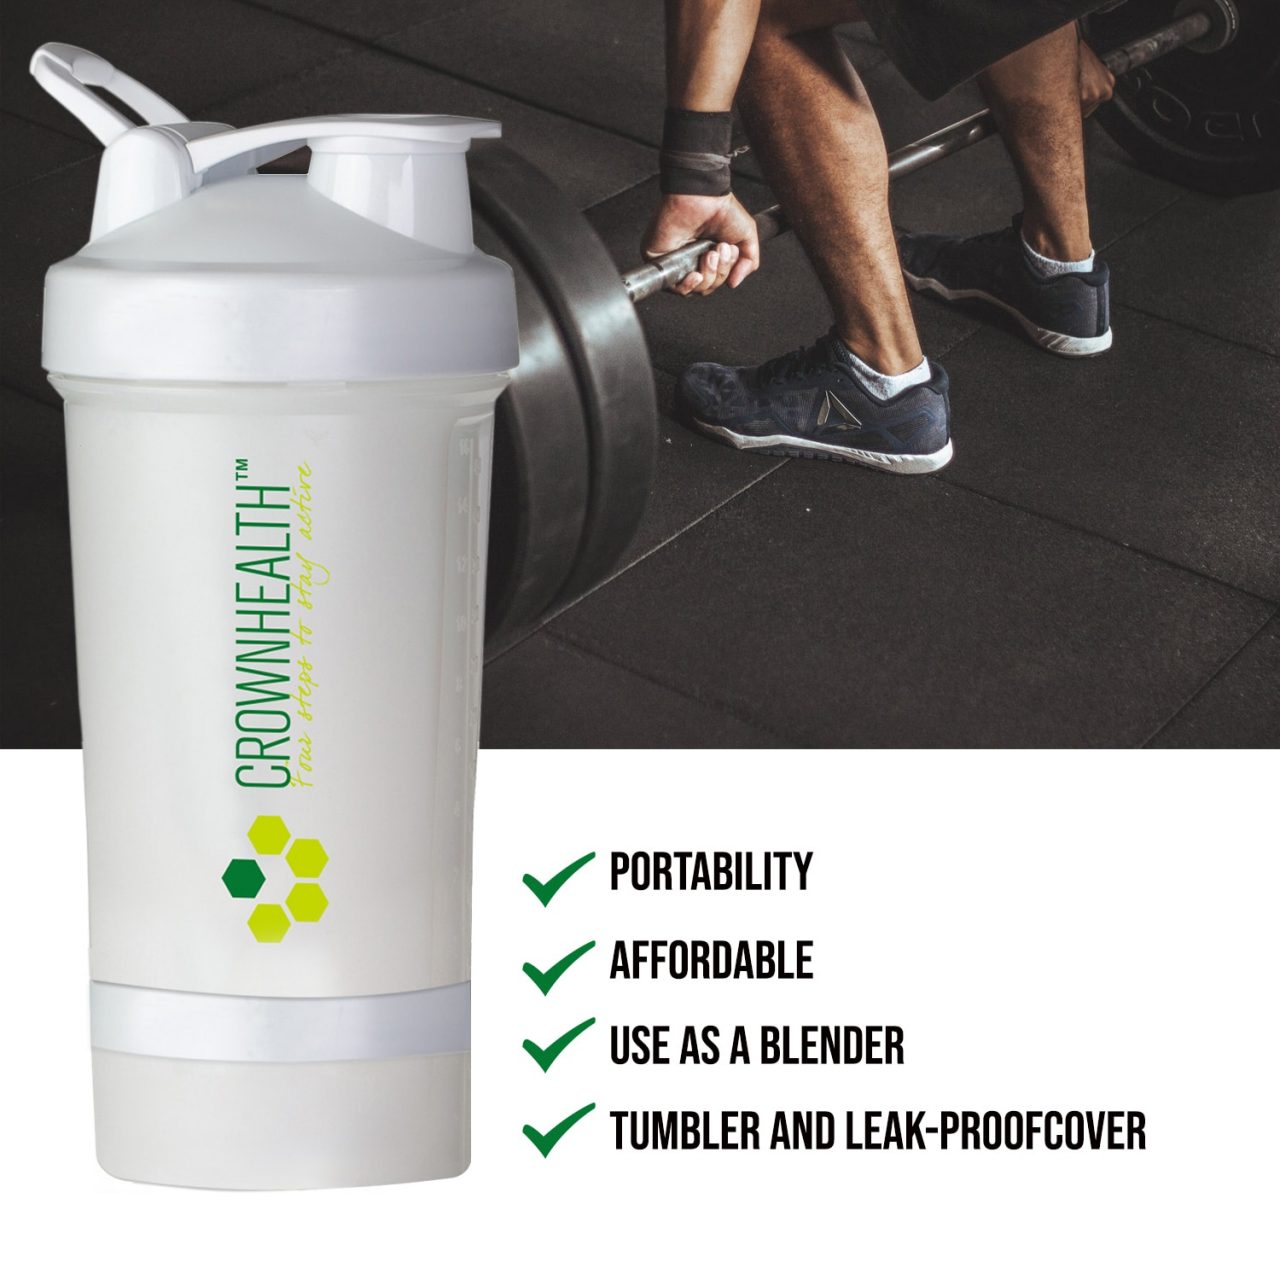 CROWNHEALTH™
Four steps to stay active
PORTABILITY
AFFORDABLE
USE AS A BLENDER
TUMBLER AND LEAK-PROOFCOVER